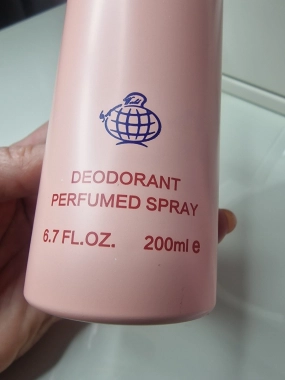 DEODORANT
PERFUMED SPRAY
6.7 FL.OZ. 200ml e